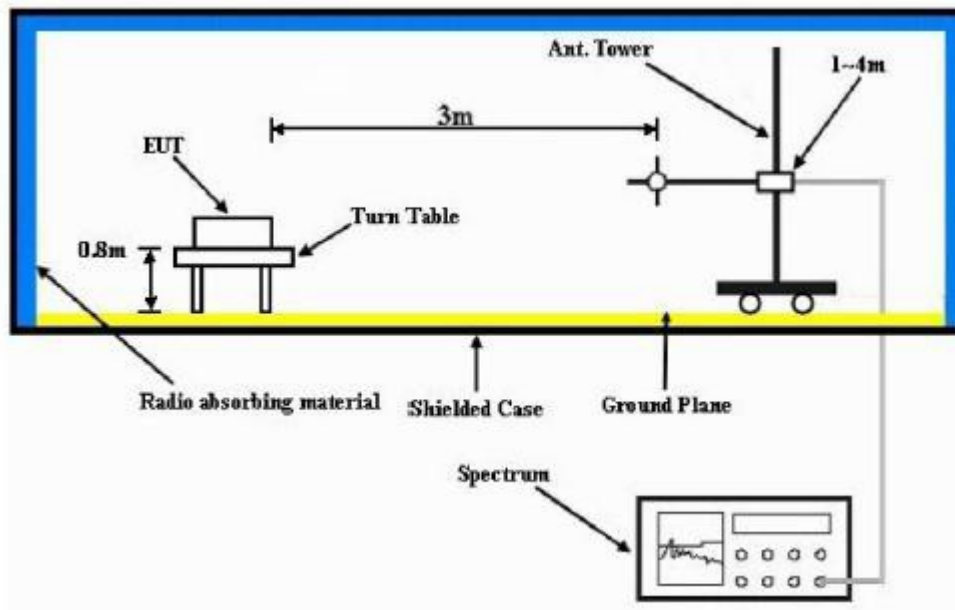 Ant. Tower
1~4m
3m
EUT
Turn Table
0.8m
Radio absorbing material
Shielded Case
Ground Plane
Spectrum